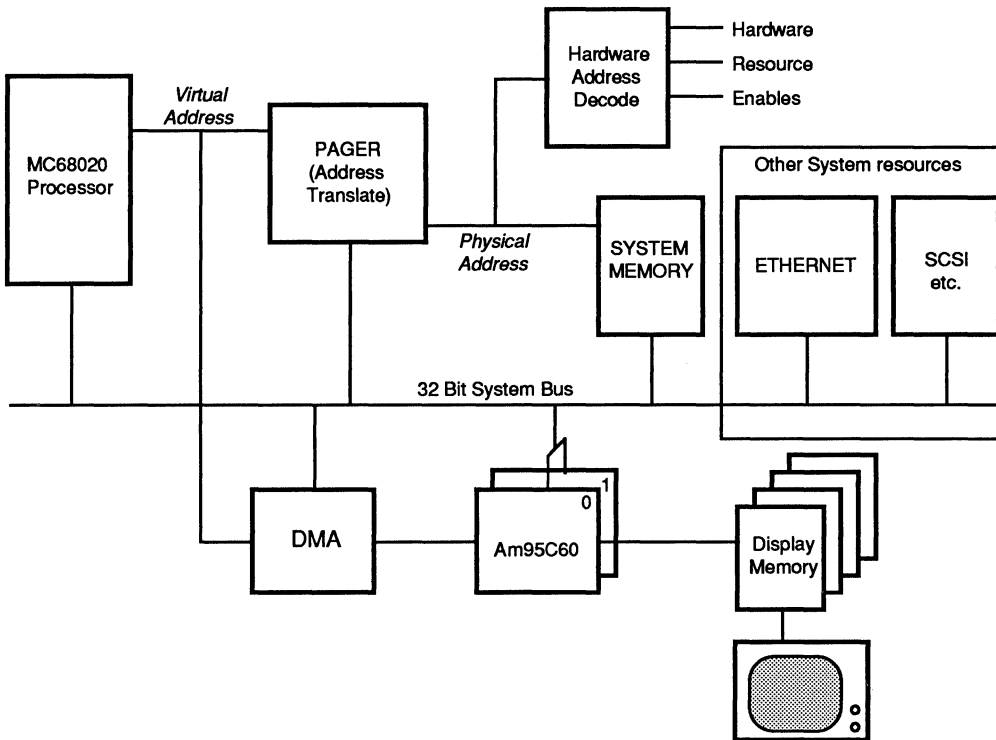 Hardware
Resource
Enables
Hardware
Address
Decode
Virtual
Address
MC68020
Processor
PAGER
(Address
Translate)
Physical
Address
SYSTEM
MEMORY
Other System resources
ETHERNET
SCSI
etc.
32 Bit System Bus
DMA
1
0
Am95C60
Display
Memory